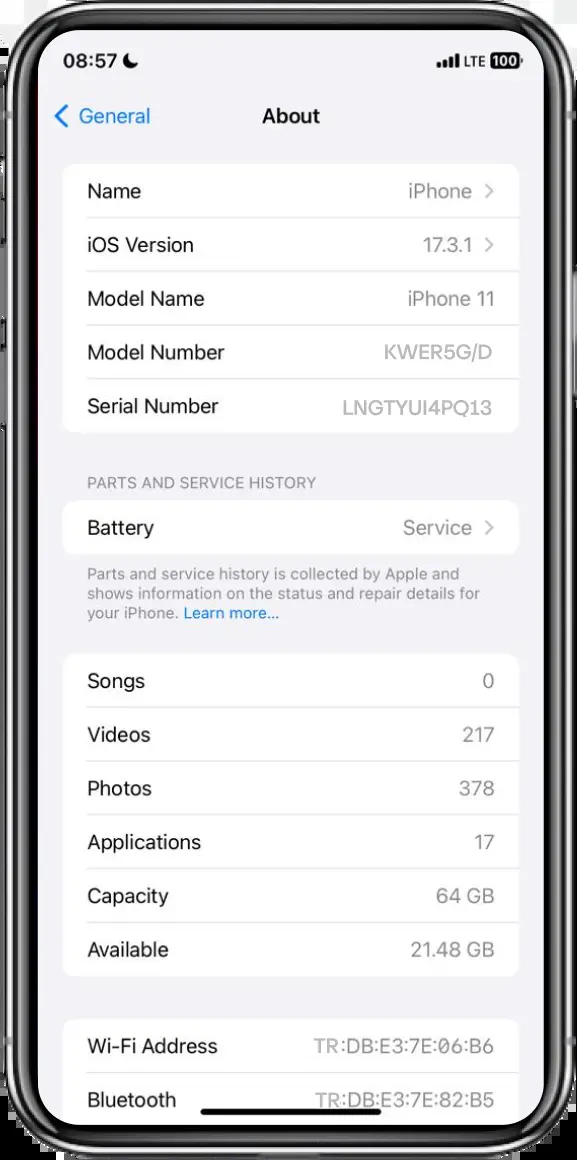 08:57 LTE 100
General About
Name iPhone
iOS Version 17.3.1
Model Name iPhone 11
Model Number KWER5G/D
Serial Number LNGTYUI4PQ13
PARTS AND SERVICE HISTORY
Battery Service
Parts and service history is collected by Apple and
shows information on the status and repair details for
your iPhone. Learn more...
Songs 0
Videos 217
Photos 378
Applications 17
Capacity 64 GB
Available 21.48 GB
Wi-Fi Address TR:DB:E3:7E:06:B6
Bluetooth TR:DB:E3:7E:82:B5